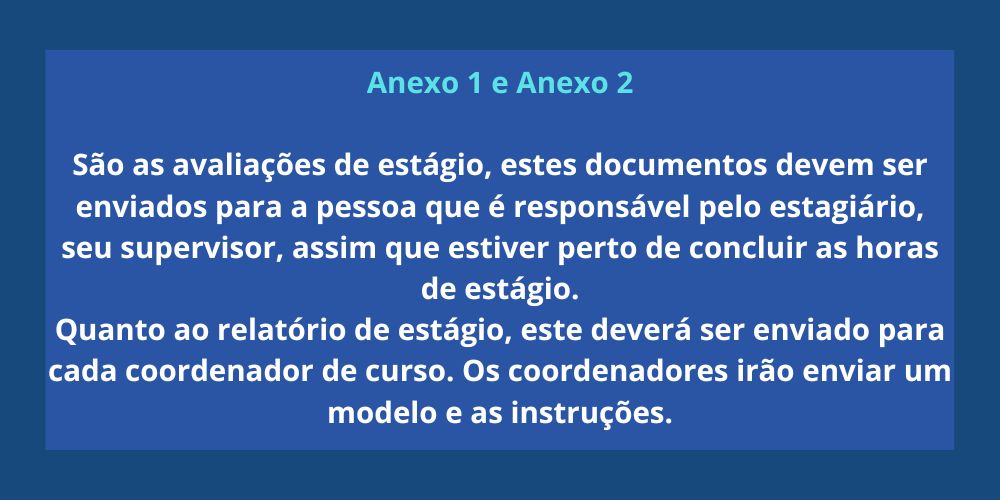 Anexo 1 e Anexo 2
São as avaliações de estágio, estes documentos devem ser
enviados para a pessoa que é responsável pelo estagiário,
seu supervisor, assim que estiver perto de concluir as horas
de estágio.
Quanto ao relatório de estágio, este deverá ser enviado para
cada coordenador de curso. Os coordenadores irão enviar um
modelo e as instruções.